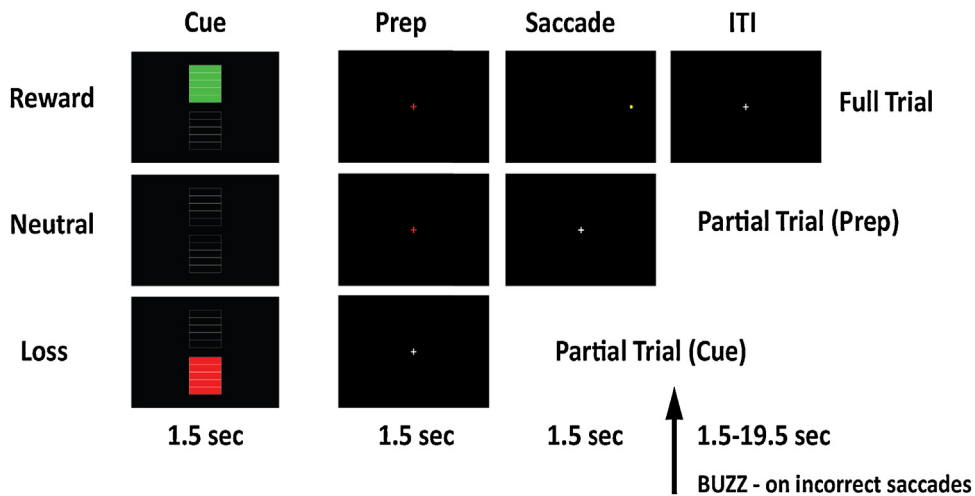 Cue Prep Saccade ITI
Reward Full Trial
Neutral Partial Trial (Prep)
Loss Partial Trial (Cue)
1.5 sec 1.5 sec 1.5 sec 1.5-19.5 sec
BUZZ - on incorrect saccades